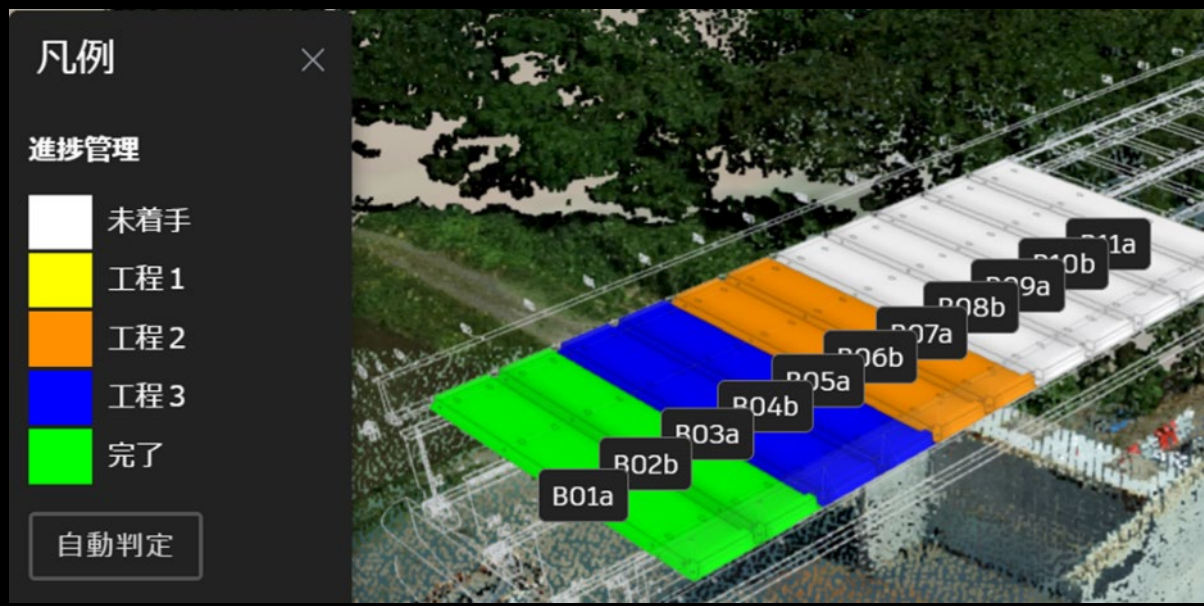 凡例
進捗管理
未着手
工程1
工程2
工程3
完了
自動判定
B11a
B10b
B09a
B08b
B07a
B06b
B05a
B04b
B03a
B02b
B01a